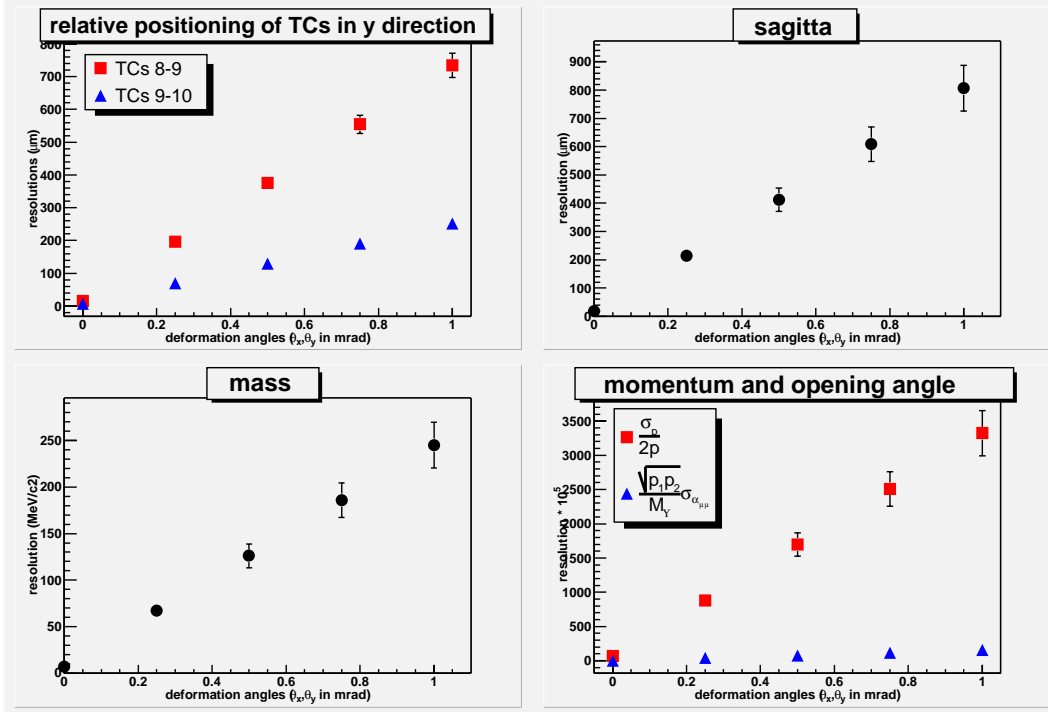 relative positioning of TCs in y direction
800
700
600
500
400
300
200
100
0
resolutions (μm)
TCs 8-9
TCs 9-10
0 0.2 0.4 0.6 0.8 1
deformation angles (θx,θy in mrad)
sagitta
900
800
700
600
500
400
300
200
100
0
resolution (μm)
0 0.2 0.4 0.6 0.8 1
deformation angles (θx,θy in mrad)
mass
250
200
150
100
50
0
resolution (MeV/c2)
0 0.2 0.4 0.6 0.8 1
deformation angles (θx,θy in mrad)
momentum and opening angle
3500
3000
2500
2000
1500
1000
500
0
resolution * 10^5
σp
2p
√p1p2
MY
σαμμ
0 0.2 0.4 0.6 0.8 1
deformation angles (θx,θy in mrad)